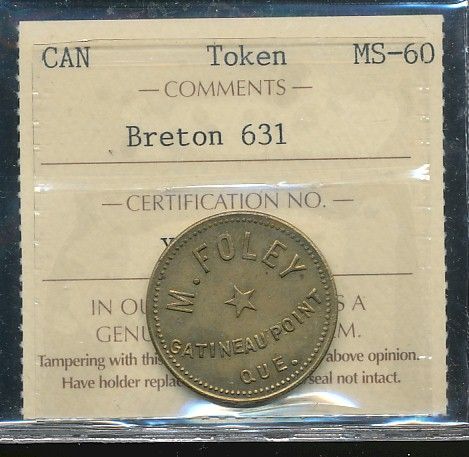 CAN Token MS-60
— COMMENTS —
Breton 631
— CERTIFICATION NO. —
M. FOLEY
GATINEAU POINT
QUE.
IN OU S A
GENU M.
Tampering with thi above opinion.
Have holder replac seal not intact.